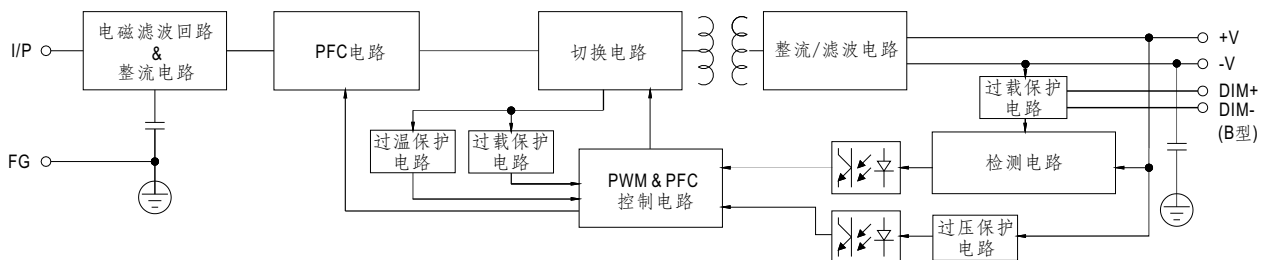 I/P
电磁滤波回路
&
整流电路
PFC电路
切换电路
整流/滤波电路
+V
-V
过载保护
电路
DIM+
DIM-
(B型)
FG
过温保护
电路
过载保护
电路
PWM & PFC
控制电路
检测电路
过压保护
电路